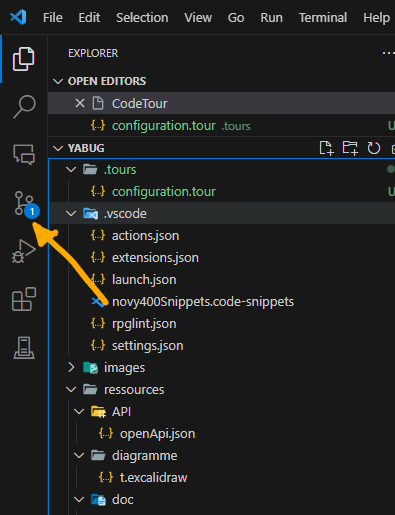 File Edit Selection View Go Run Terminal Help
EXPLORER
OPEN EDITORS
CodeTour
configuration.tour .tours
YABUG
.tours
configuration.tour
1
.vscode
actions.json
extensions.json
launch.json
novy400Snippets.code-snippets
rpglint.json
settings.json
images
ressources
API
openApi.json
diagramme
t.excalidraw
doc